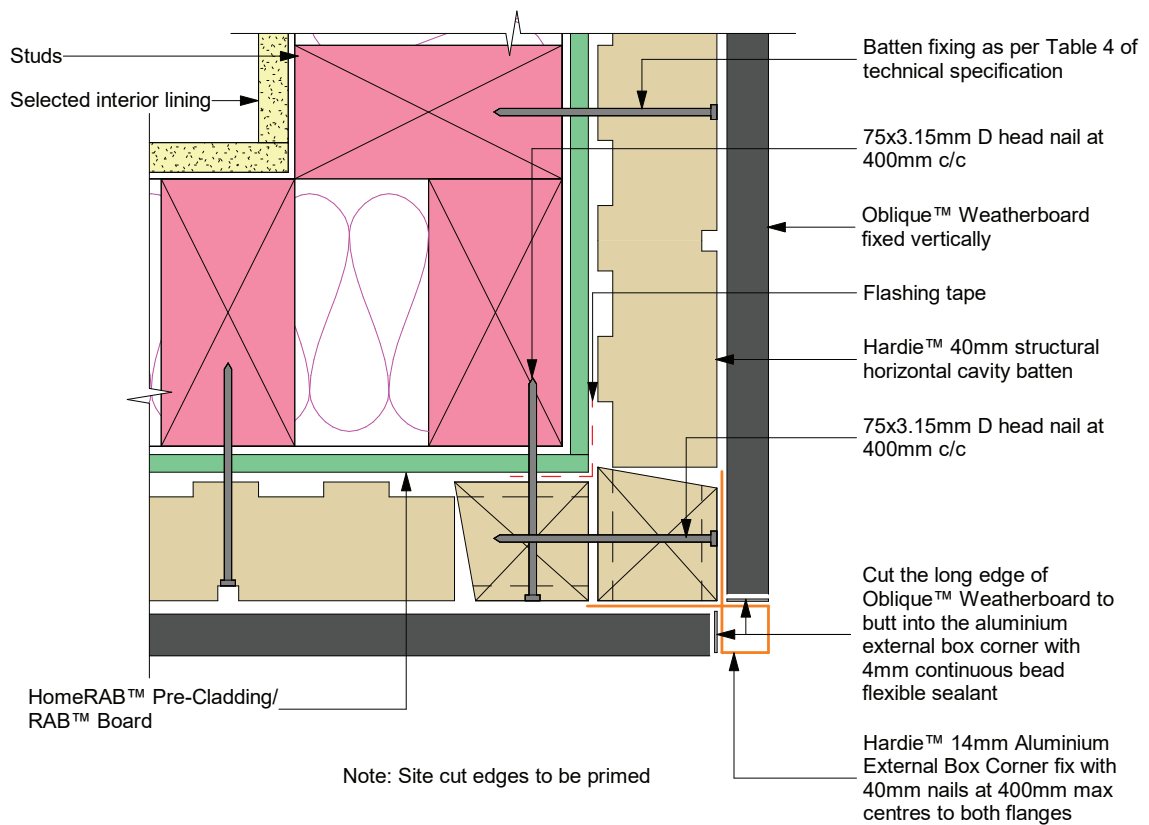 Studs
Selected interior lining
Batten fixing as per Table 4 of
technical specification
75x3.15mm D head nail at
400mm c/c
Oblique™ Weatherboard
fixed vertically
Flashing tape
Hardie™ 40mm structural
horizontal cavity batten
75x3.15mm D head nail at
400mm c/c
Cut the long edge of
Oblique™ Weatherboard to
butt into the aluminium
external box corner with
4mm continuous bead
flexible sealant
HomeRAB™ Pre-Cladding/
RAB™ Board
Note: Site cut edges to be primed
Hardie™ 14mm Aluminium
External Box Corner fix with
40mm nails at 400mm max
centres to both flanges